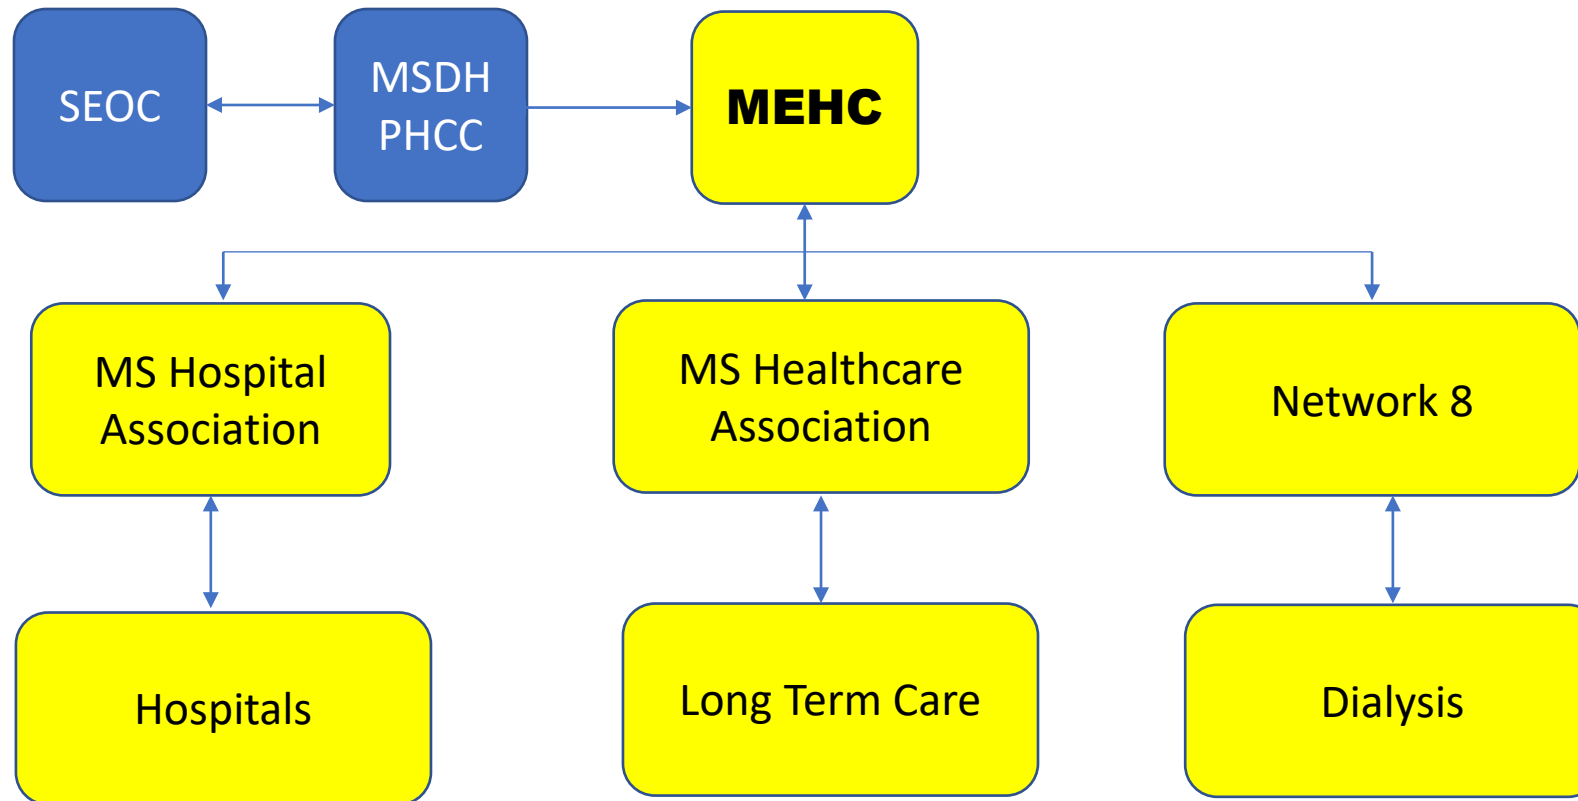 SEOC
MSDH
PHCC
MEHC
MS Hospital
Association
MS Healthcare
Association
Network 8
Hospitals
Long Term Care
Dialysis